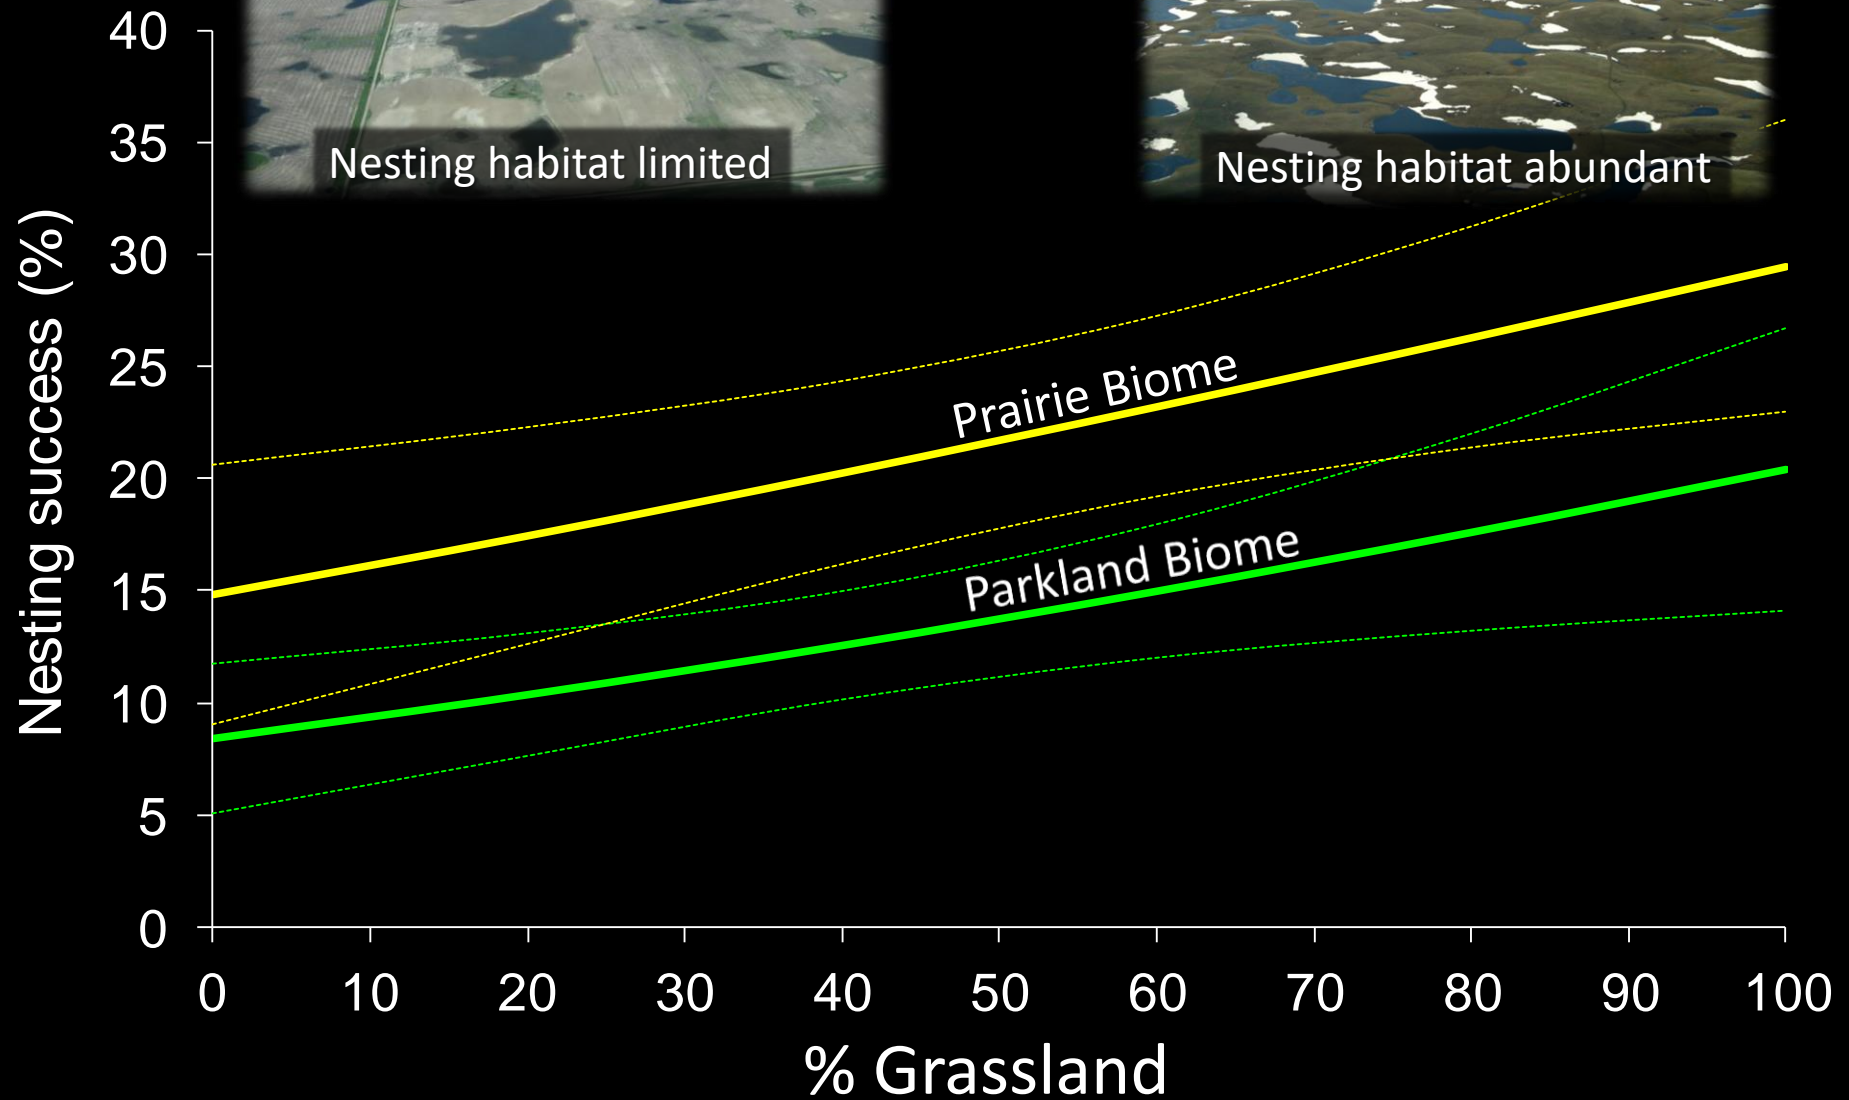 40
35
30
25
20
15
10
5
0
Nesting success (%)
Nesting habitat limited
Nesting habitat abundant
Prairie Biome
Parkland Biome
0 10 20 30 40 50 60 70 80 90 100
% Grassland